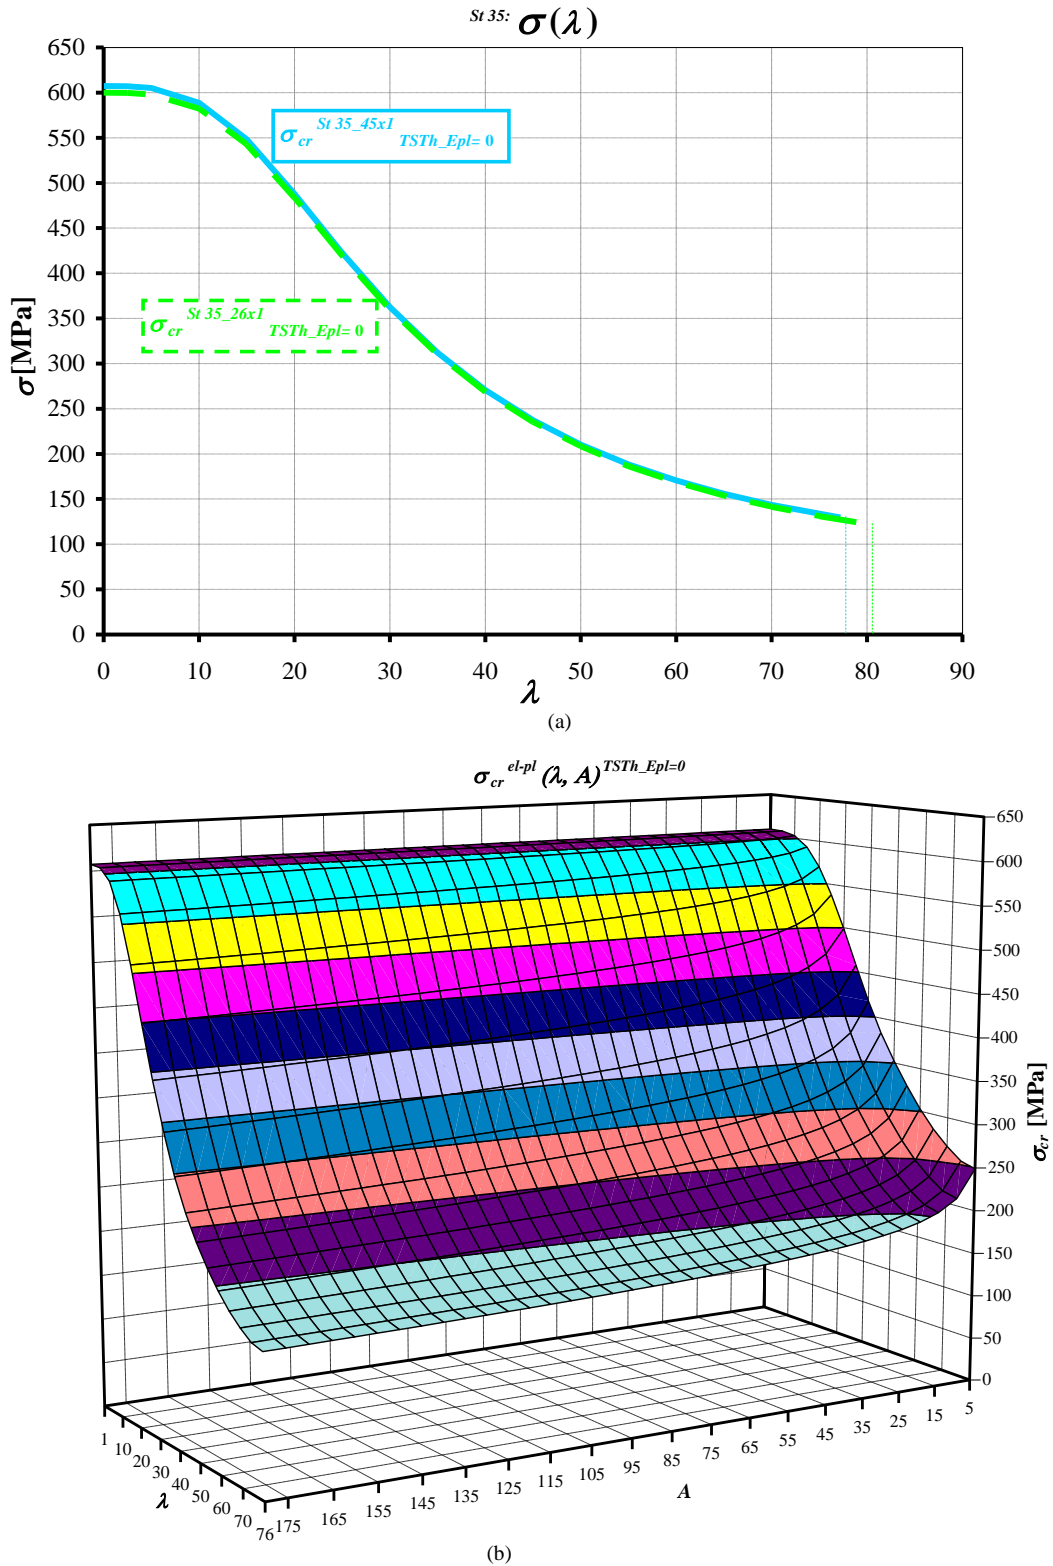 St 35: σ(λ)
650
600
550
500
450
400
350
300
250
200
150
100
50
0
σ [MPa]
σcr St 35_45x1 TSTh_Epl= 0
σcr St 35_26x1 TSTh_Epl= 0
0 10 20 30 40 50 60 70 80 90
λ
(a)
σcr el-pl (λ, A) TSTh_Epl=0
650
600
550
500
450
400
350
300
250
200
150
100
50
0
σcr [MPa]
1 10 20 30 40 50 60 70 76
λ
175 165 155 145 135 125 115 105 95 85 75 65 55 45 35 25 15 5
A
(b)